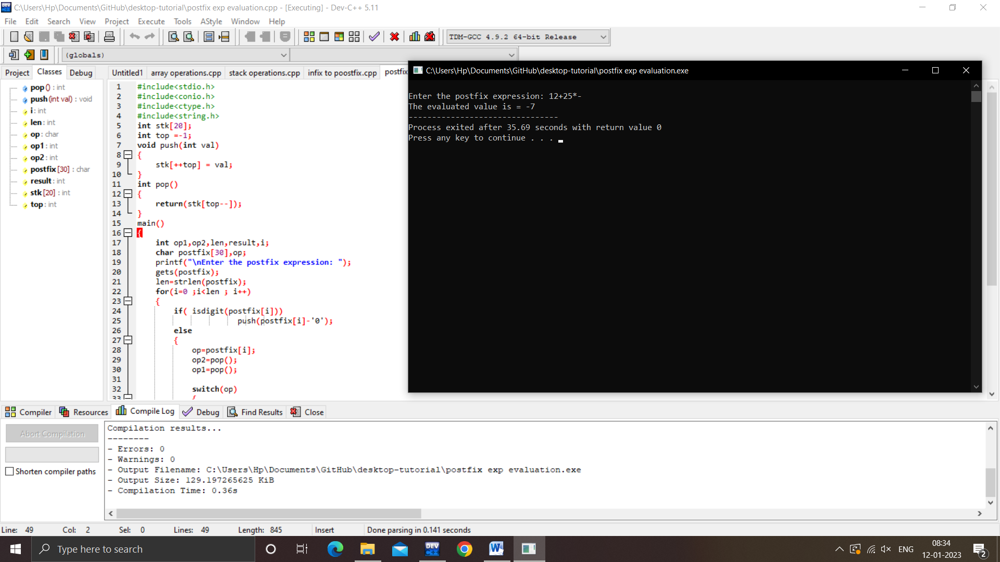 C:\Users\Hp\Documents\GitHub\desktop-tutorial\postfix exp evaluation.cpp - [Executing] - Dev-C++ 5.11
File Edit Search View Project Execute Tools AStyle Window Help
TDM-GCC 4.9.2 64-bit Release
(globals)
Project Classes Debug
pop () : int
push (int val) : void
i : int
len : int
op : char
op1 : int
op2 : int
postfix [30] : char
result : int
stk [20] : int
top : int
Untitled1 array operations.cpp stack operations.cpp infix to poostfix.cpp postfix
1 #include<stdio.h>
2 #include<conio.h>
3 #include<ctype.h>
4 #include<string.h>
5 int stk[20];
6 int top =-1;
7 void push(int val)
8 {
9 stk[++top] = val;
10 }
11 int pop()
12 {
13 return(stk[top--]);
14 }
15 main()
16 {
17 int op1,op2,len,result,i;
18 char postfix[30],op;
19 printf("\nEnter the postfix expression: ");
20 gets(postfix);
21 len=strlen(postfix);
22 for(i=0 ;i<len ; i++)
23 {
24 if( isdigit(postfix[i]))
25 push(postfix[i]-'0');
26 else
27 {
28 op=postfix[i];
29 op2=pop();
30 op1=pop();
31
32 switch(op)
33 {
C:\Users\Hp\Documents\GitHub\desktop-tutorial\postfix exp evaluation.exe
Enter the postfix expression: 12+25*-
The evaluated value is = -7
--------------------------------
Process exited after 35.69 seconds with return value 0
Press any key to continue . . .
Compiler Resources Compile Log Debug Find Results Close
Abort Compilation
Shorten compiler paths
Compilation results...
--------
- Errors: 0
- Warnings: 0
- Output Filename: C:\Users\Hp\Documents\GitHub\desktop-tutorial\postfix exp evaluation.exe
- Output Size: 129.197265625 KiB
- Compilation Time: 0.36s
Line: 49 Col: 2 Sel: 0 Lines: 49 Length: 845 Insert Done parsing in 0.141 seconds
Type here to search
DEV C++
W
ENG
08:34
12-01-2023
2